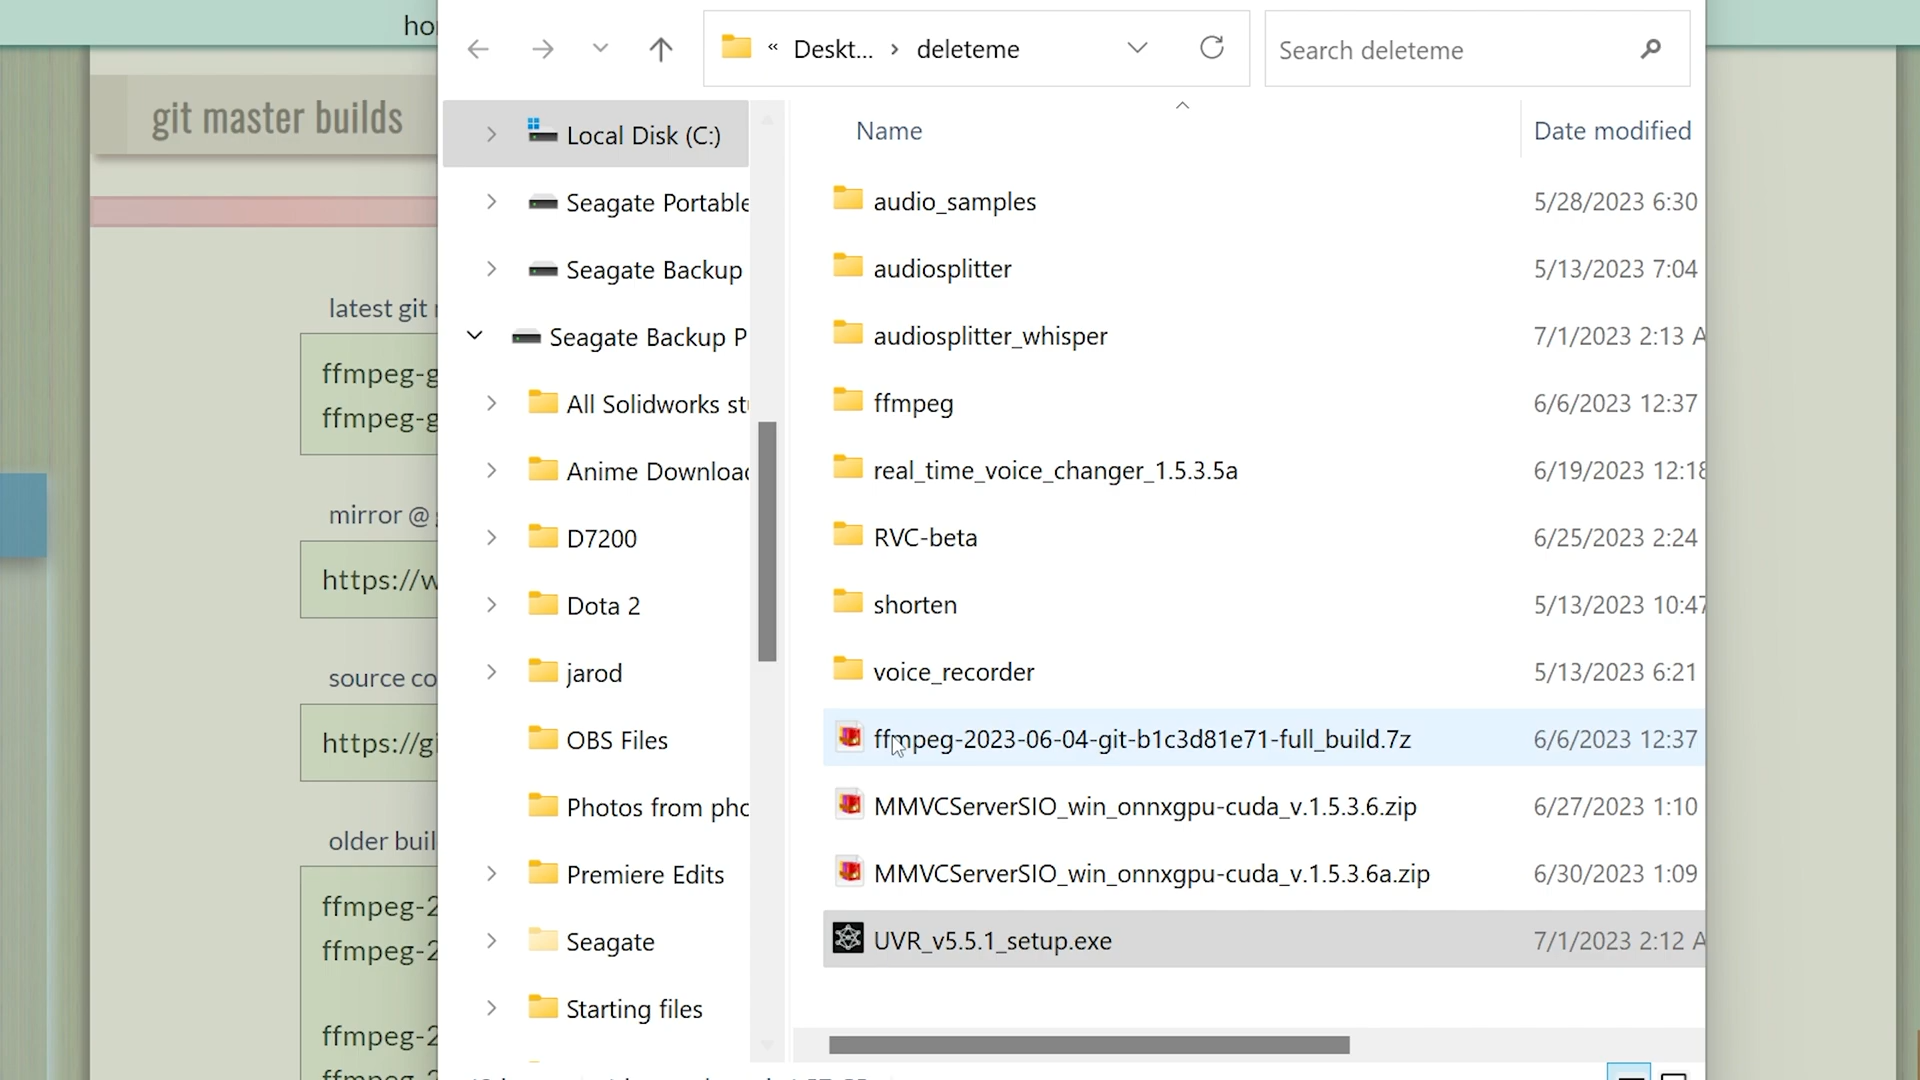 Deskt... › deleteme
Search deleteme
git master builds
Name
Date modified
Local Disk (C:)
Seagate Portable
Seagate Backup
Seagate Backup P
All Solidworks
Anime Download
D7200
Dota 2
jarod
OBS Files
Photos from
Premiere Edits
Seagate
Starting files
audio_samples 5/28/2023 6:30
audiosplitter 5/13/2023 7:04
audiosplitter_whisper 7/1/2023 2:13 A
ffmpeg 6/6/2023 12:37
real_time_voice_changer_1.5.3.5a 6/19/2023 12:18
RVC-beta 6/25/2023 2:24
shorten 5/13/2023 10:47
voice_recorder 5/13/2023 6:21
ffmpeg-2023-06-04-git-b1c3d81e71-full_build.7z 6/6/2023 12:37
MMVCServerSIO_win_onnxgpu-cuda_v.1.5.3.6.zip 6/27/2023 1:10
MMVCServerSIO_win_onnxgpu-cuda_v.1.5.3.6a.zip 6/30/2023 1:09
UVR_v5.5.1_setup.exe 7/1/2023 2:12 A
latest git
ffmpeg-g
ffmpeg-g
mirror @
https://w
source co
https://gi
older buil
ffmpeg-2
ffmpeg-2
ffmpeg-2